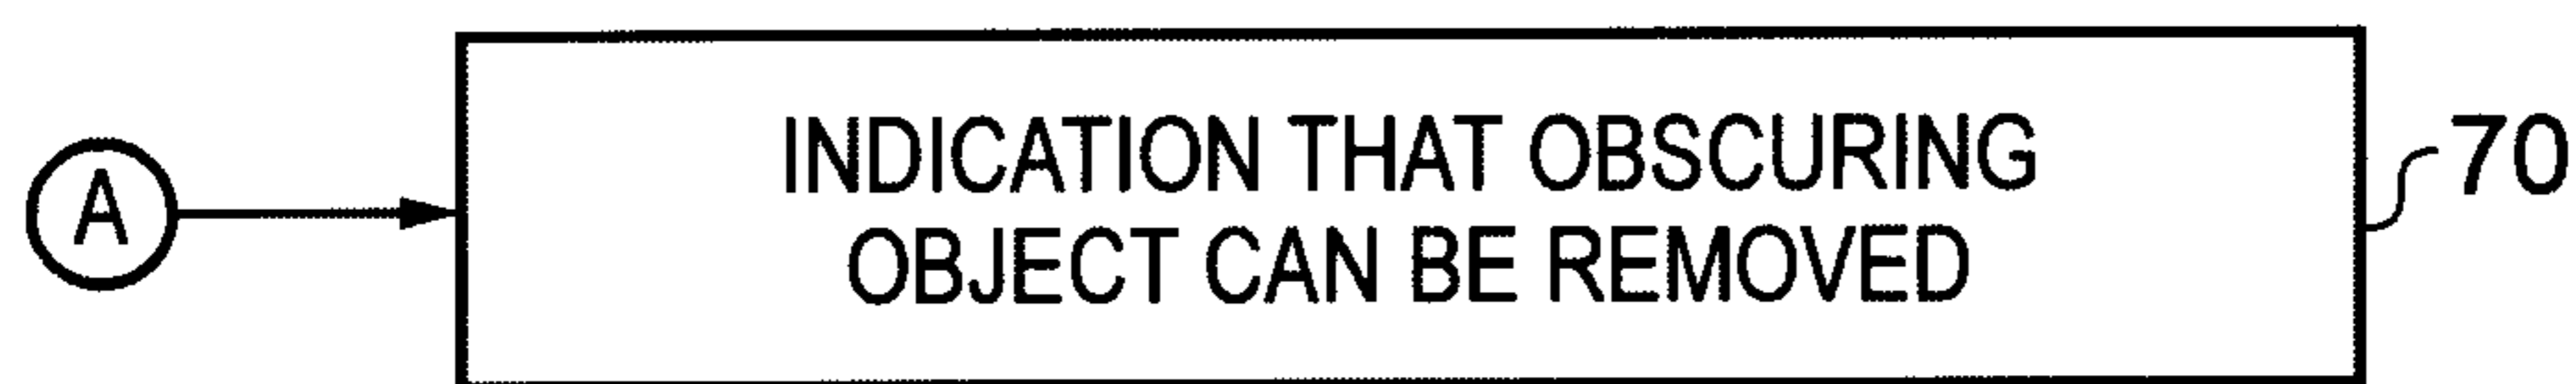 A
INDICATION THAT OBSCURING
OBJECT CAN BE REMOVED
70